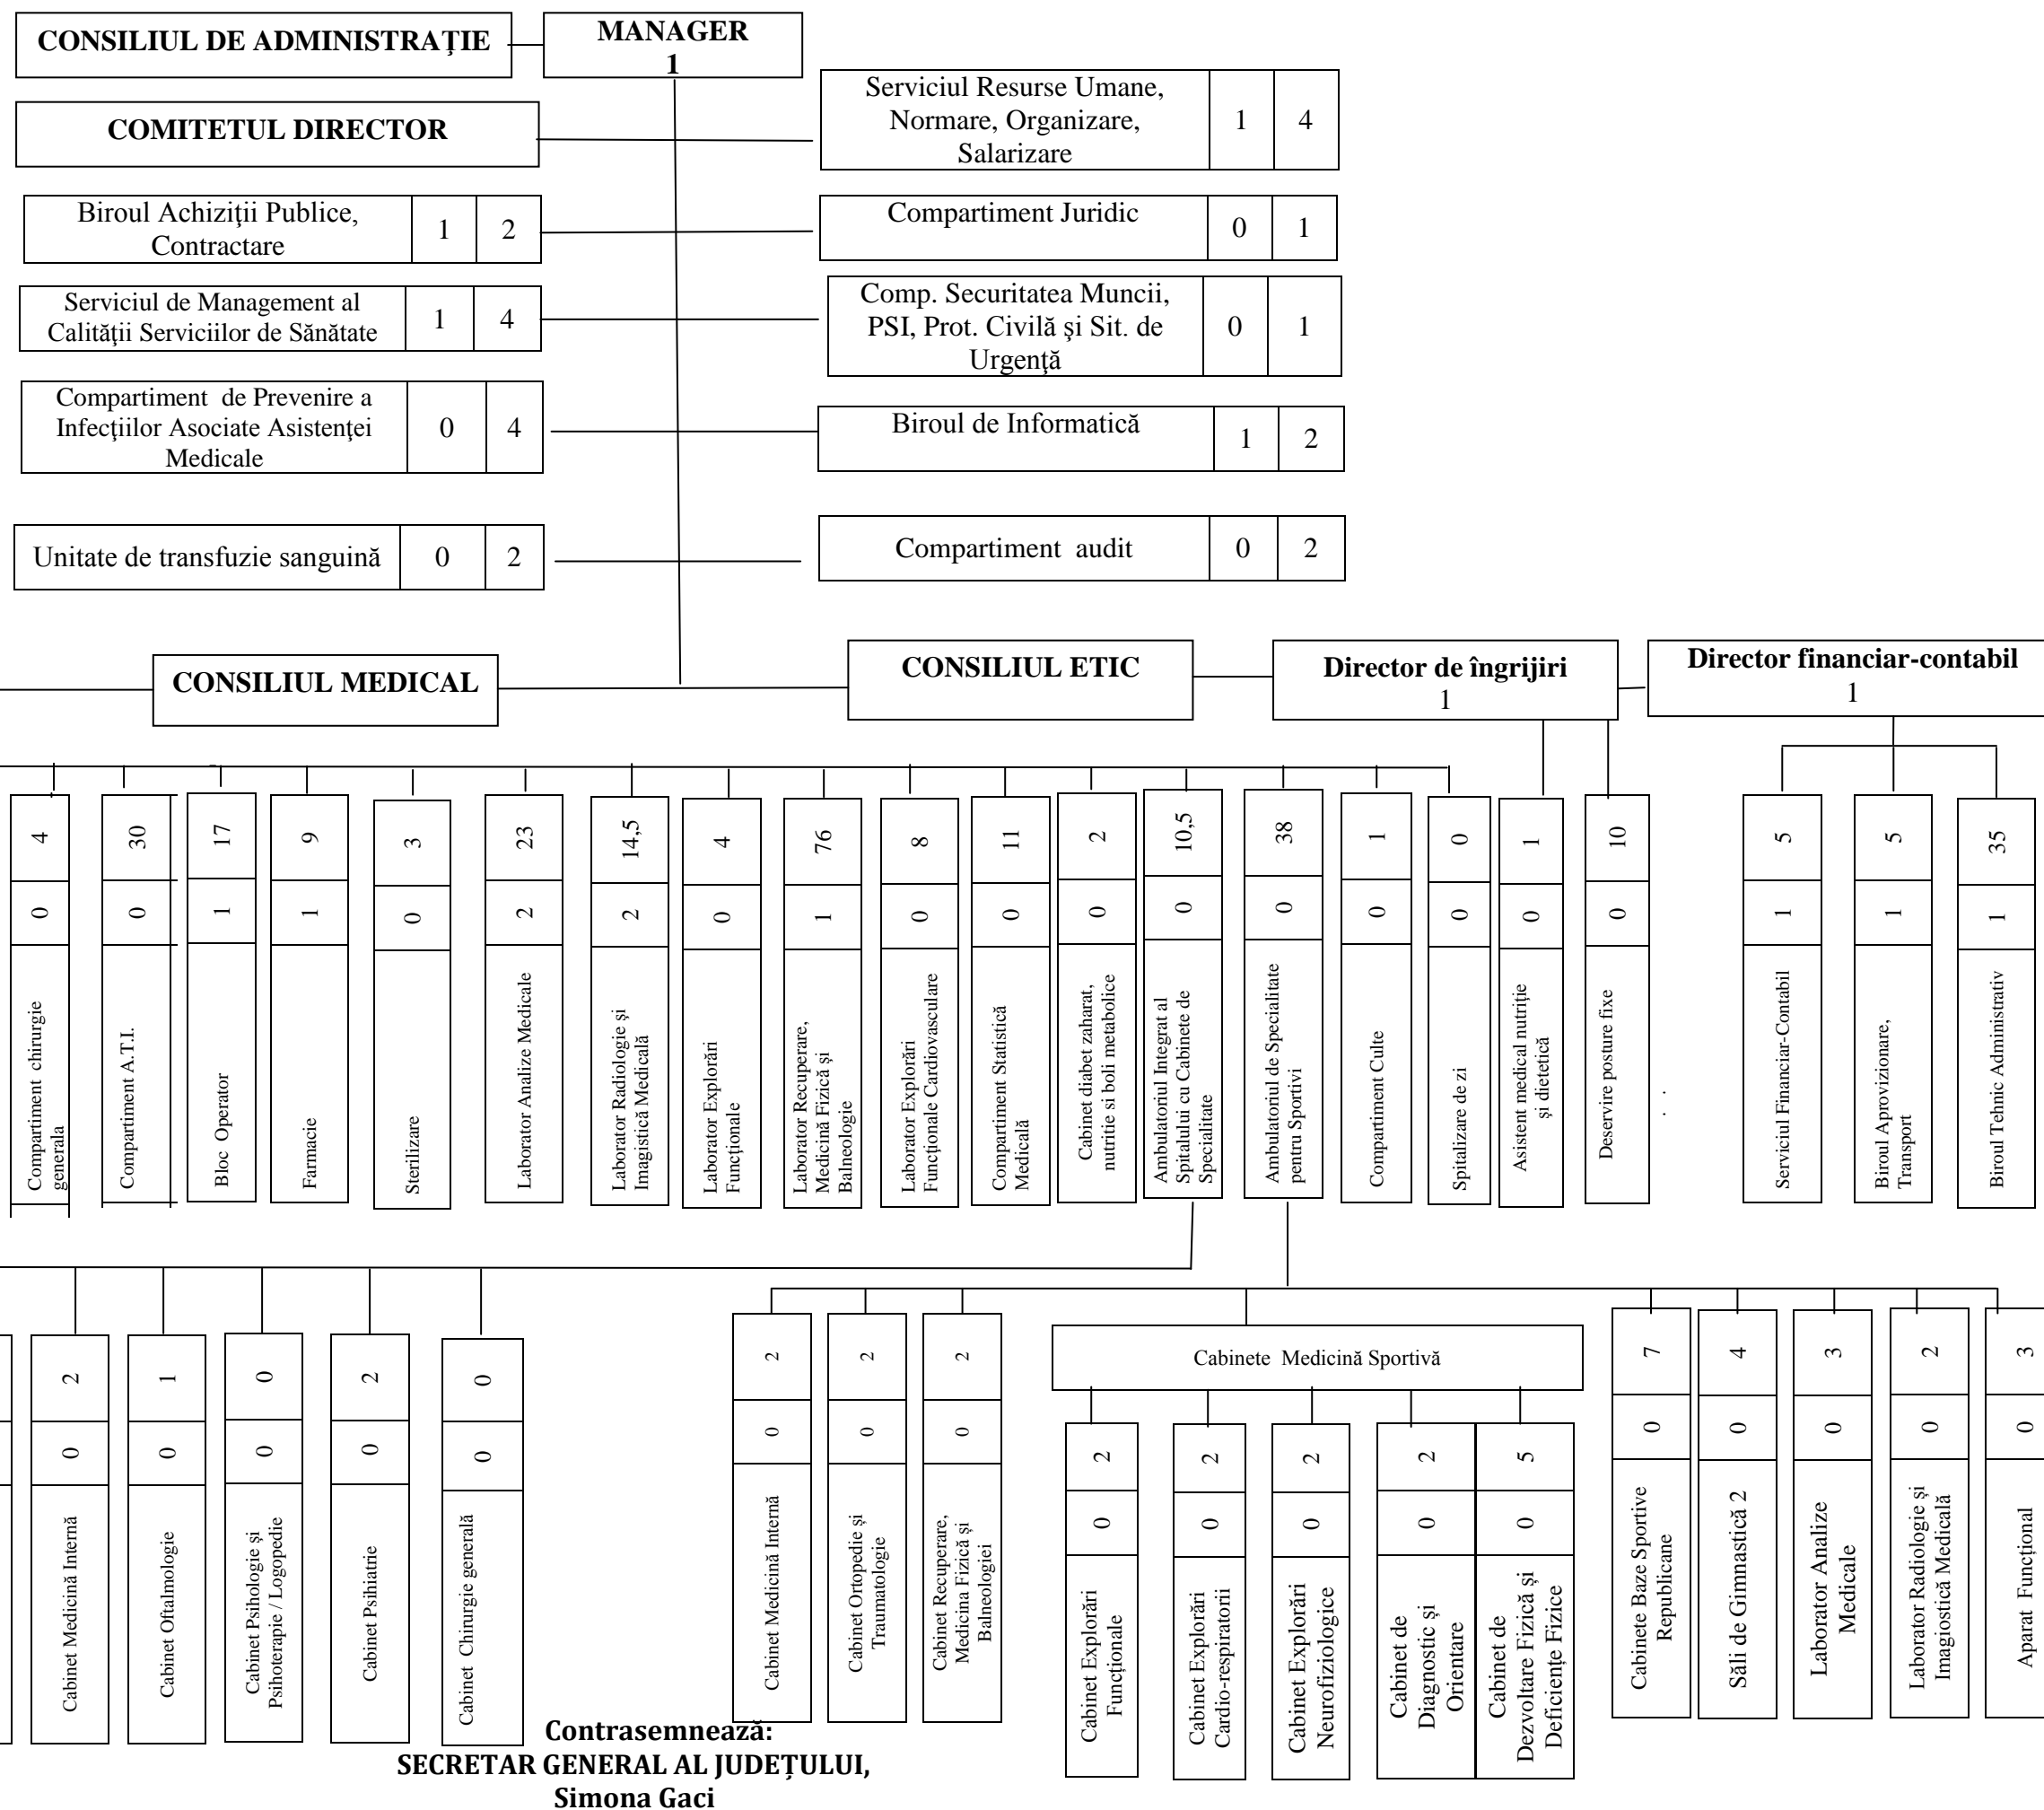 CONSILIUL DE ADMINISTRAŢIE
MANAGER
1
COMITETUL DIRECTOR
Serviciul Resurse Umane,
Normare, Organizare,
Salarizare
1
4
Biroul Achiziţii Publice,
Contractare
1
2
Compartiment Juridic
0
1
Serviciul de Management al
Calităţii Serviciilor de Sănătate
1
4
Comp. Securitatea Muncii,
PSI, Prot. Civilă şi Sit. de
Urgenţă
0
1
Compartiment de Prevenire a
Infecţiilor Asociate Asistenţei
Medicale
0
4
Biroul de Informatică
1
2
Unitate de transfuzie sanguină
0
2
Compartiment audit
0
2
CONSILIUL MEDICAL
CONSILIUL ETIC
Director de îngrijiri
1
Director financiar-contabil
1
4
0
Compartiment chirurgie
generala
30
0
Compartiment A.T.I.
17
1
Bloc Operator
9
1
Farmacie
3
0
Sterilizare
23
2
Laborator Analize Medicale
14,5
2
Laborator Radiologie şi
Imagistică Medicală
4
0
Laborator Explorări
Funcţionale
76
1
Laborator Recuperare,
Medicină Fizică şi
Balneologie
8
0
Laborator Explorări
Funcţionale Cardiovasculare
11
0
Compartiment Statistică
Medicală
2
0
Cabinet diabet zaharat,
nutritie si boli metabolice
10,5
0
Ambulatoriul Integrat al
Spitalului cu Cabinete de
Specialitate
38
0
Ambulatoriul de Specialitate
pentru Sportivi
1
0
Compartiment Culte
0
0
Spitalizare de zi
1
0
Asistent medical nutriţie
şi dietetică
10
0
Deservire posture fixe
5
1
Serviciul Financiar-Contabil
5
1
Biroul Aprovizionare,
Transport
35
1
Biroul Tehnic Administrativ
2
0
Cabinet Medicină Internă
1
0
Cabinet Oftalmologie
0
0
Cabinet Psihologie şi
Psihoterapie / Logopedie
2
0
Cabinet Psihiatrie
0
0
Cabinet Chirurgie generală
2
0
Cabinet Medicină Internă
2
0
Cabinet Ortopedie şi
Traumatologie
2
0
Cabinet Recuperare,
Medicina Fizică şi
Balneologiei
Cabinete Medicină Sportivă
2
0
Cabinet Explorări
Funcţionale
2
0
Cabinet Explorări
Cardio-respiratorii
2
0
Cabinet Explorări
Neurofiziologice
2
0
Cabinet de
Diagnostic şi
Orientare
5
0
Cabinet de
Dezvoltare Fizică şi
Deficienţe Fizice
7
0
Cabinete Baze Sportive
Republicane
4
0
Săli de Gimnastică 2
3
0
Laborator Analize
Medicale
2
0
Laborator Radiologie şi
Imagiostică Medicală
3
0
Aparat Funcţional
Contrasemnează:
SECRETAR GENERAL AL JUDEŢULUI,
Simona Gaci